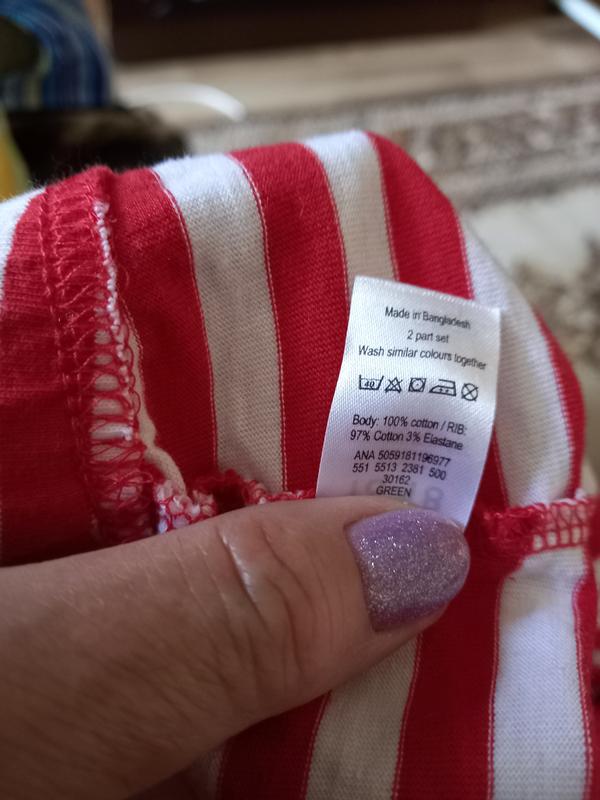 Made in Bangladesh
2 part set
Wash similar colours together
40
Body: 100% cotton / RIB:
97% Cotton 3% Elastane
ANA 5059181196977
551 5513 2381 500
30162
GREEN